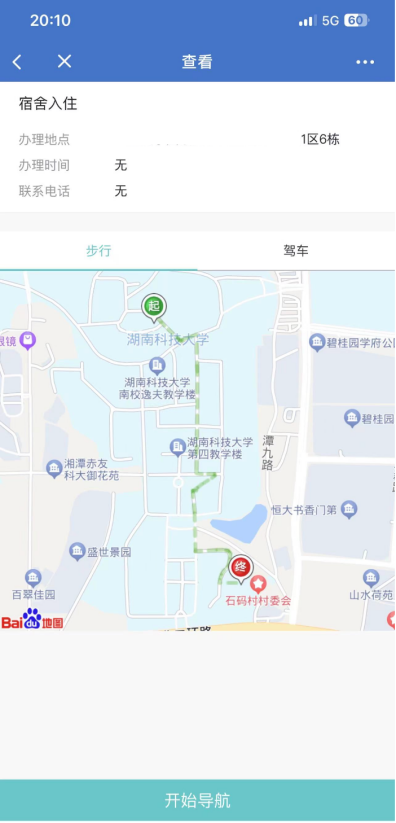 20:10
5G 60
查看
宿舍入住
办理地点 1区6栋
办理时间 无
联系电话 无
步行 驾车
起
湖南科技大学
眼镜
碧桂园学府公
湖南科技大学
南校逸夫教学楼
碧桂园
湖南科技大学
第四教学楼
潭九路
湘潭赤友
科大御花苑
恒大书香门第
盛世景园
终
百翠佳园
石码村村委会
山水荷苑
Bai du 地图
开始导航